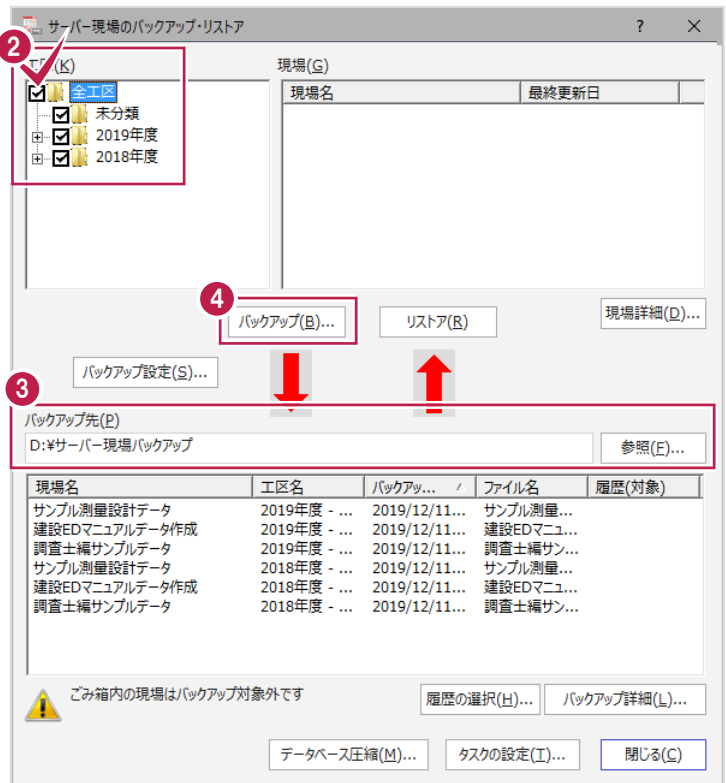 サーバー現場のバックアップ・リストア ? ×
2
(K) 現場(G)
全工区
未分類
2019年度
2018年度
現場名 最終更新日
4
バックアップ(B)... リストア(R) 現場詳細(D)...
バックアップ設定(S)...
3
バックアップ先(P)
D:¥サーバー現場バックアップ 参照(F)...
現場名 工区名 バックアッ... ファイル名 履歴(対象)
サンプル測量設計データ 2019年度 - ... 2019/12/11... サンプル測量...
建設EDマニュアルデータ作成 2019年度 - ... 2019/12/11... 建設EDマニュ...
調査士編サンプルデータ 2019年度 - ... 2019/12/11... 調査士編サン...
サンプル測量設計データ 2018年度 - ... 2019/12/11... サンプル測量...
建設EDマニュアルデータ作成 2018年度 - ... 2019/12/11... 建設EDマニュ...
調査士編サンプルデータ 2018年度 - ... 2019/12/11... 調査士編サン...
ごみ箱内の現場はバックアップ対象外です
履歴の選択(H)... バックアップ詳細(L)...
データベース圧縮(M)... タスクの設定(T)... 閉じる(C)